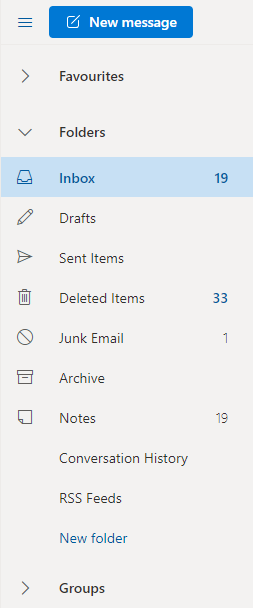 New message
Favourites
Folders
Inbox 19
Drafts
Sent Items
Deleted Items 33
Junk Email 1
Archive
Notes 19
Conversation History
RSS Feeds
New folder
Groups